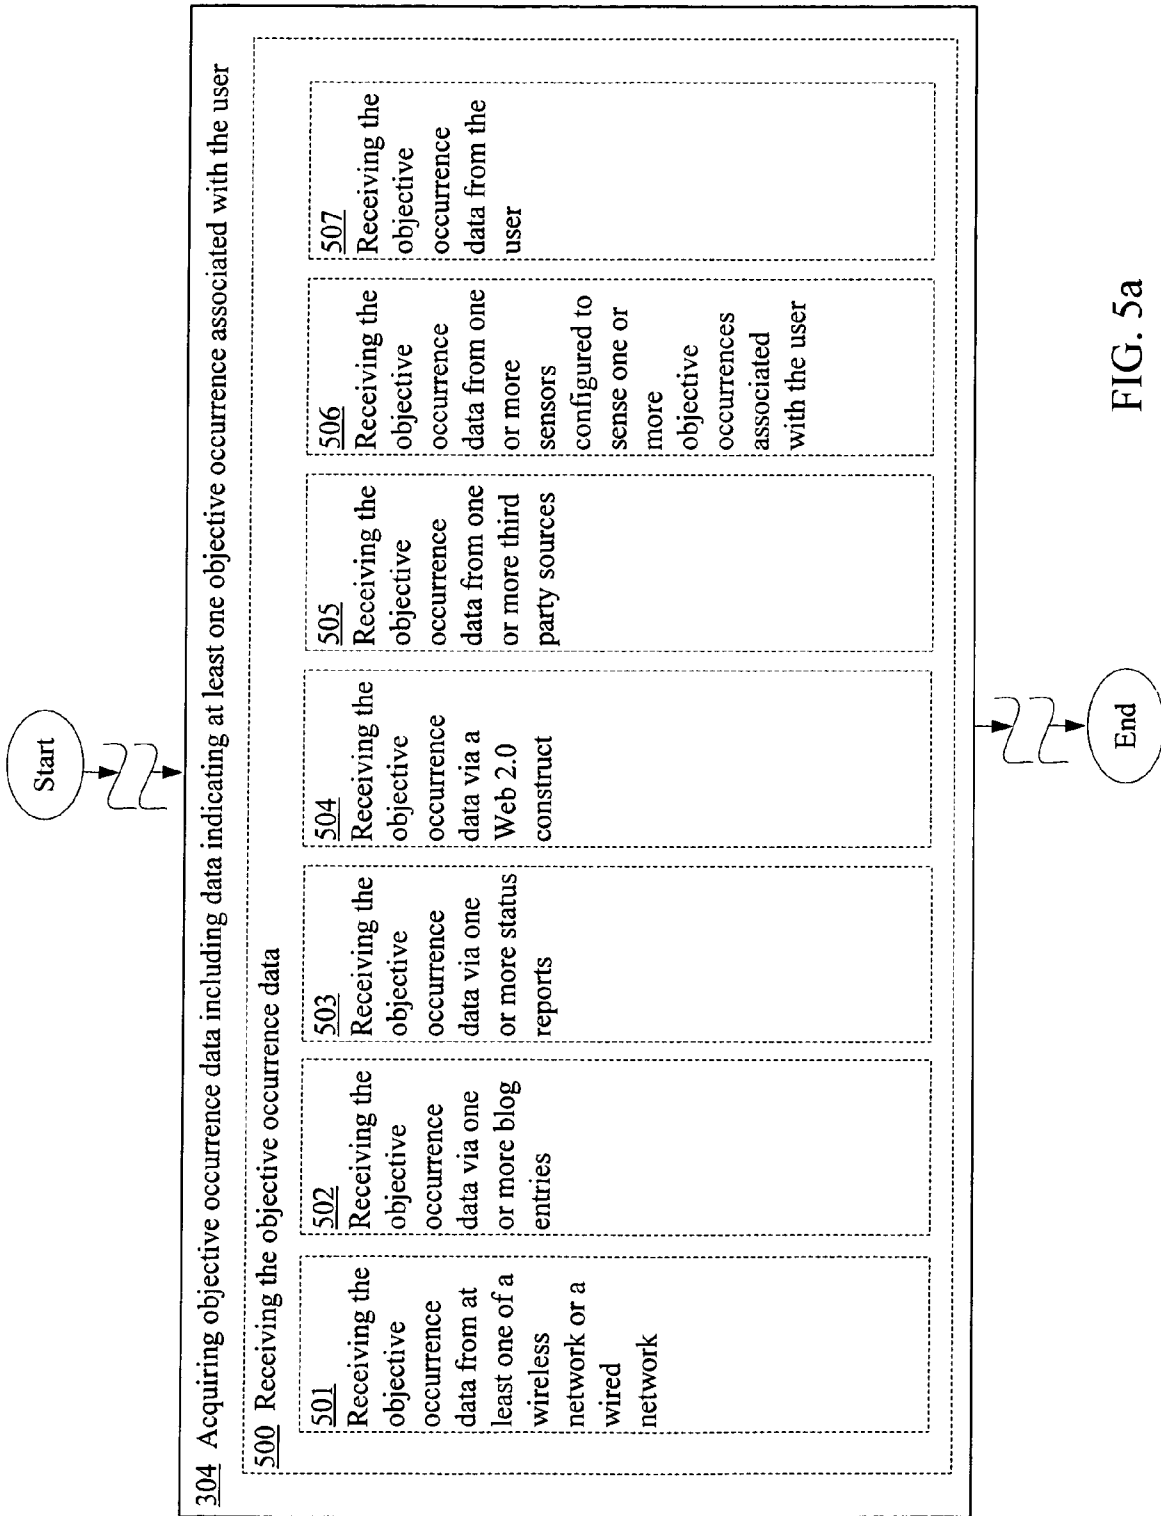 Start
304 Acquiring objective occurrence data including data indicating at least one objective occurrence associated with the user
500 Receiving the objective occurrence data
501
Receiving the
objective
occurrence
data from at
least one of a
wireless
network or a
wired
network
502
Receiving the
objective
occurrence
data via one
or more blog
entries
503
Receiving the
objective
occurrence
data via one
or more status
reports
504
Receiving the
objective
occurrence
data via a
Web 2.0
construct
505
Receiving the
objective
occurrence
data from one
or more third
party sources
506
Receiving the
objective
occurrence
data from one
or more
sensors
configured to
sense one or
more
objective
occurrences
associated
with the user
507
Receiving the
objective
occurrence
data from the
user
End
FIG. 5a